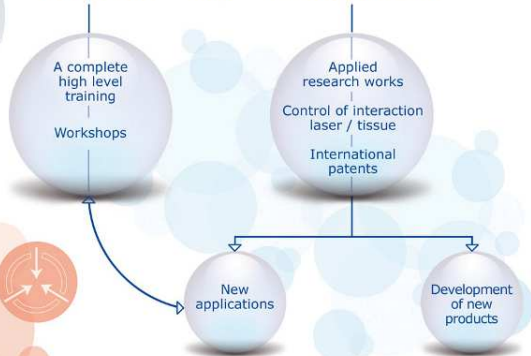 A complete
high level
training
Workshops
Applied
research works
Control of interaction
laser / tissue
International
patents
New
applications
Development
of new
products